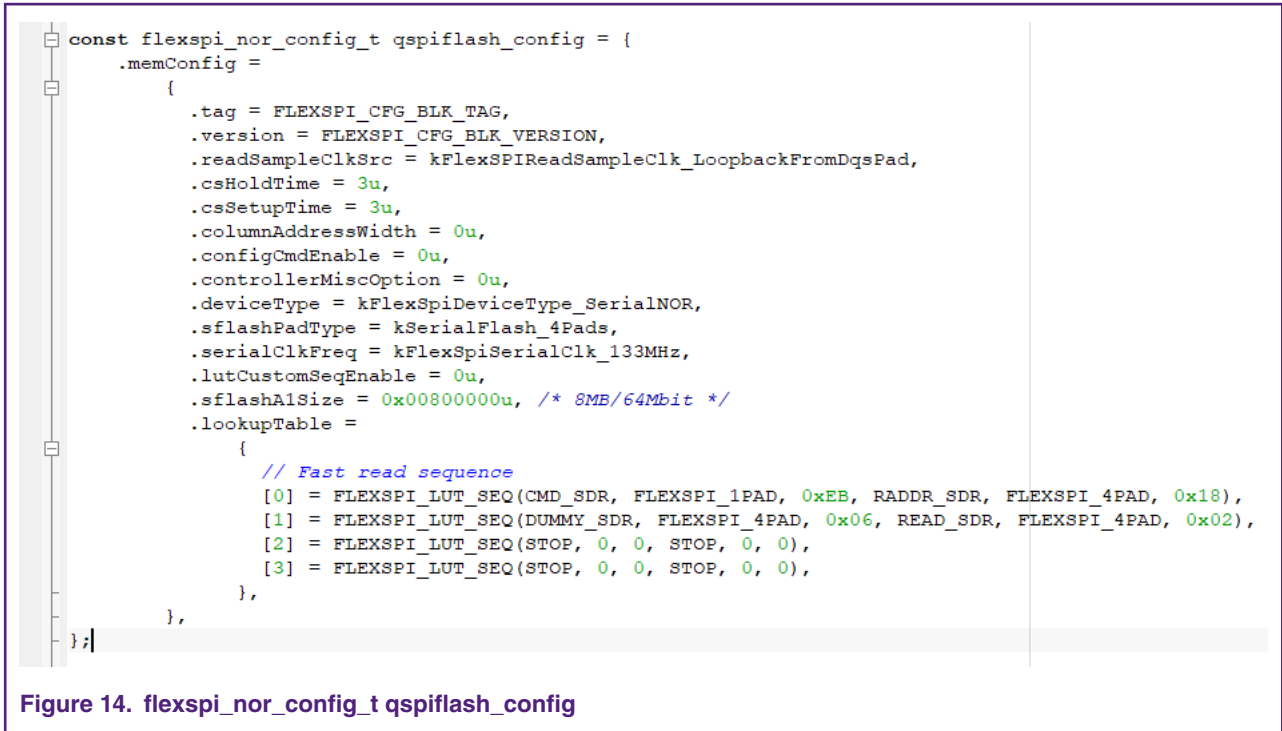 const flexspi_nor_config_t qspiflash_config = {
.memConfig =
{
.tag = FLEXSPI_CFG_BLK_TAG,
.version = FLEXSPI_CFG_BLK_VERSION,
.readSampleClkSrc = kFlexSPIReadSampleClk_LoopbackFromDqsPad,
.csHoldTime = 3u,
.csSetupTime = 3u,
.columnAddressWidth = 0u,
.configCmdEnable = 0u,
.controllerMiscOption = 0u,
.deviceType = kFlexSpiDeviceType_SerialNOR,
.sflashPadType = kSerialFlash_4Pads,
.serialClkFreq = kFlexSpiSerialClk_133MHz,
.lutCustomSeqEnable = 0u,
.sflashA1Size = 0x00800000u, /* 8MB/64Mbit */
.lookupTable =
{
// Fast read sequence
[0] = FLEXSPI_LUT_SEQ(CMD_SDR, FLEXSPI_1PAD, 0xEB, RADDR_SDR, FLEXSPI_4PAD, 0x18),
[1] = FLEXSPI_LUT_SEQ(DUMMY_SDR, FLEXSPI_4PAD, 0x06, READ_SDR, FLEXSPI_4PAD, 0x02),
[2] = FLEXSPI_LUT_SEQ(STOP, 0, 0, STOP, 0, 0),
[3] = FLEXSPI_LUT_SEQ(STOP, 0, 0, STOP, 0, 0),
},
},
};
Figure 14. flexspi_nor_config_t qspiflash_config